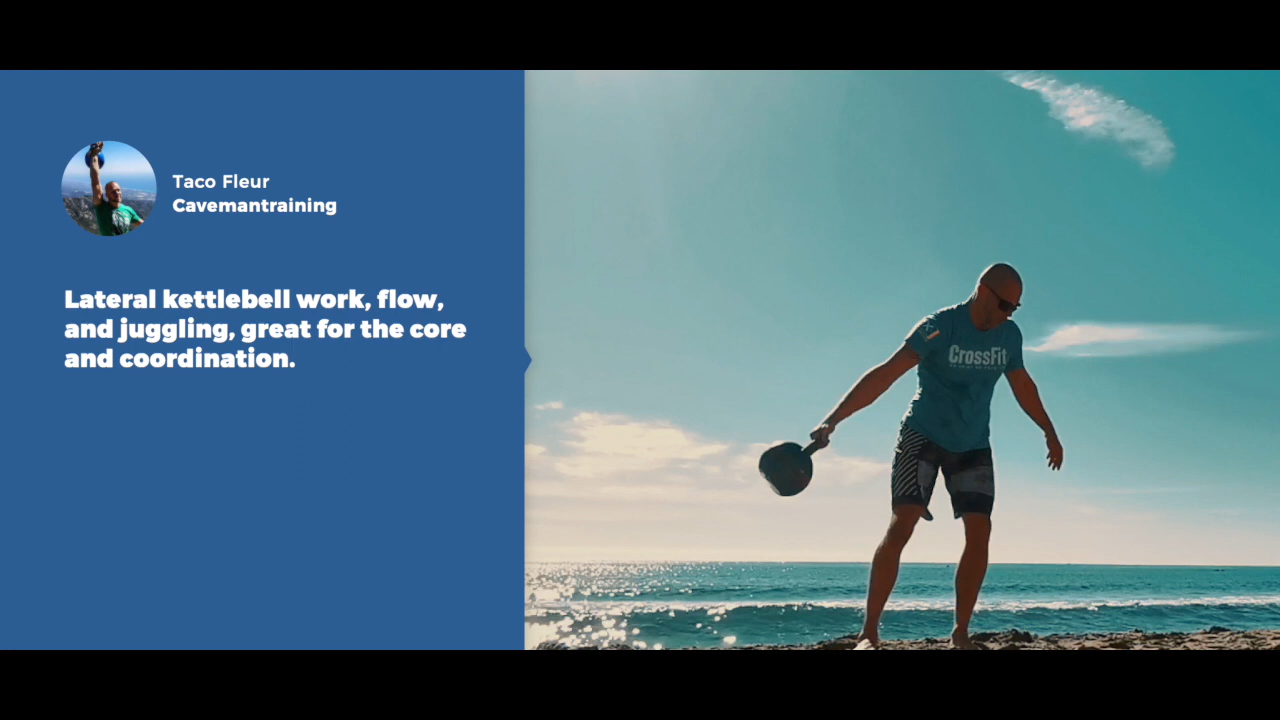 Taco Fleur
Cavemantraining
Lateral kettlebell work, flow,
and juggling, great for the core
and coordination.
CrossFit